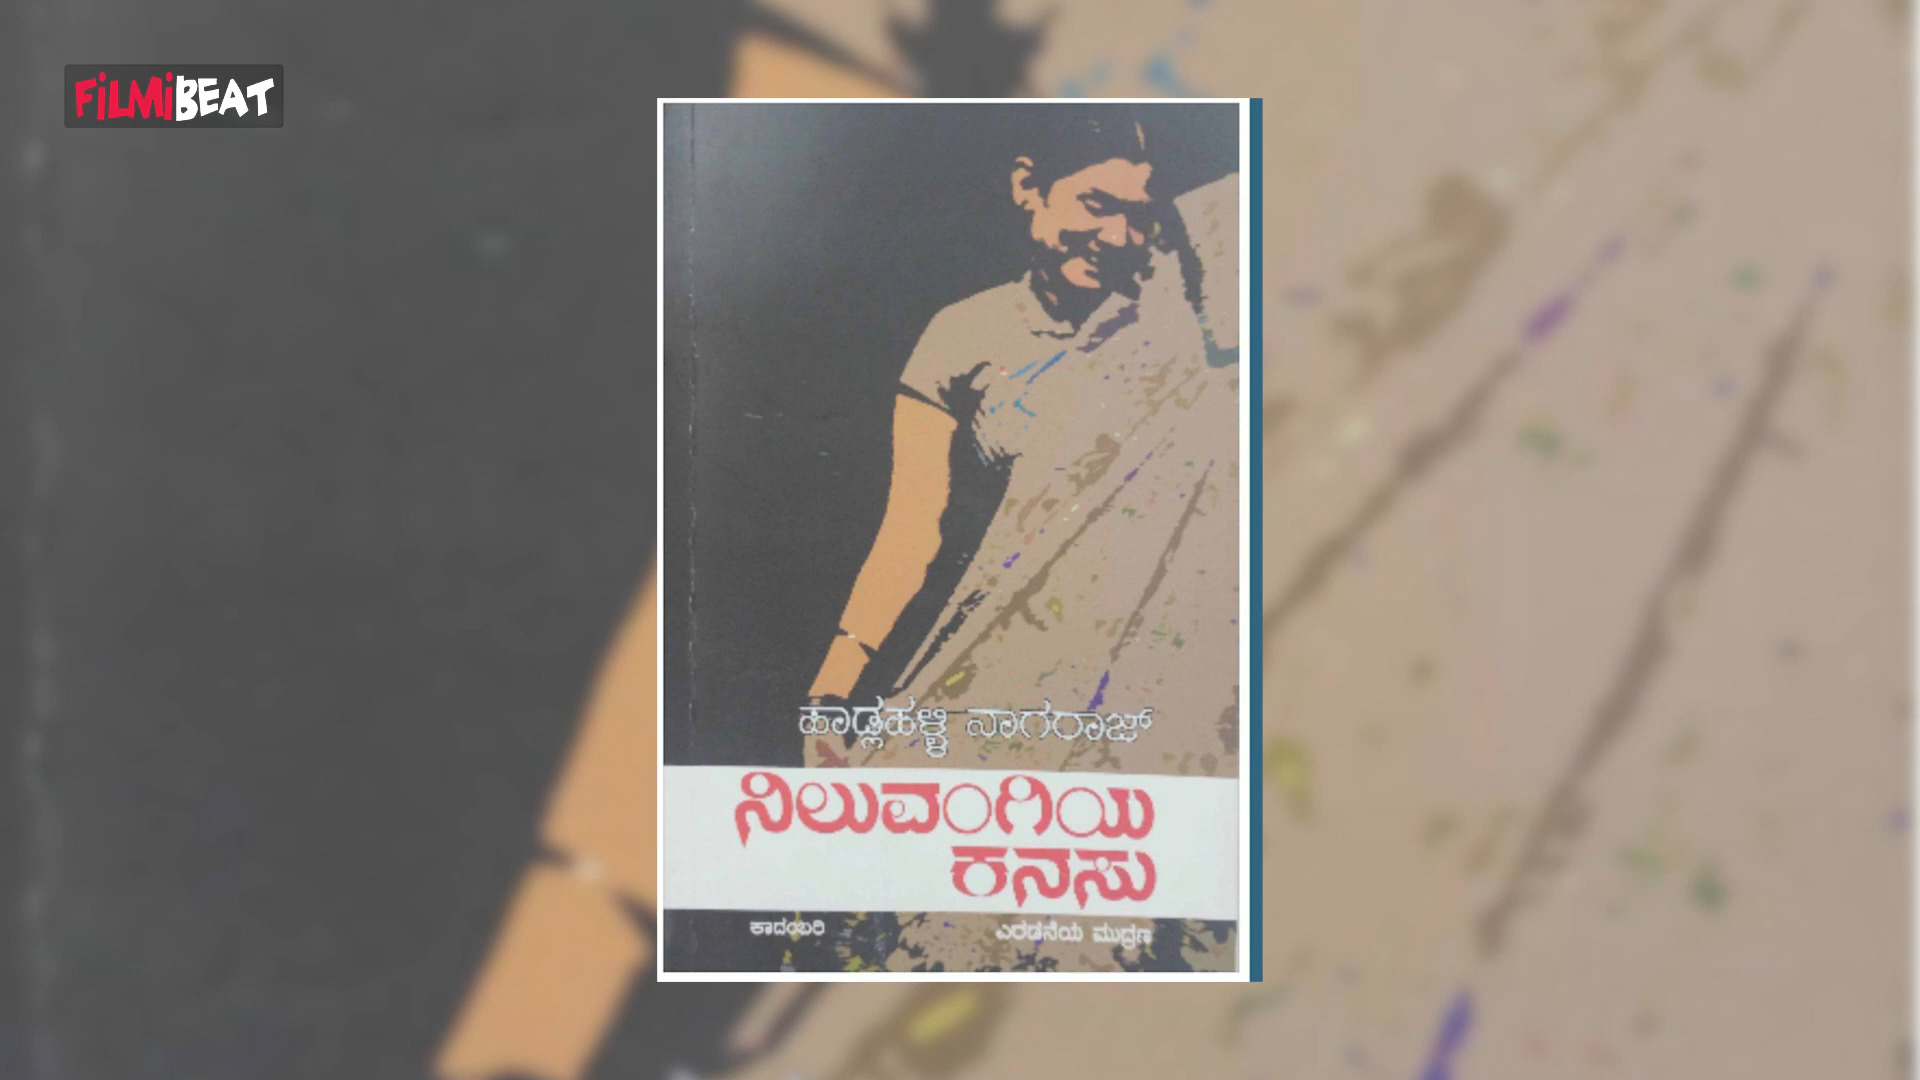 FiLMiBEAT
ಹಾಡ್ಲಹಳ್ಳಿ ನಾಗರಾಜ್
ನಿಲುವಂಗಿಯ
ಕನಸು
ಕಾದಂಬರಿ
ಎರಡನೆಯ ಮುದ್ರಣ